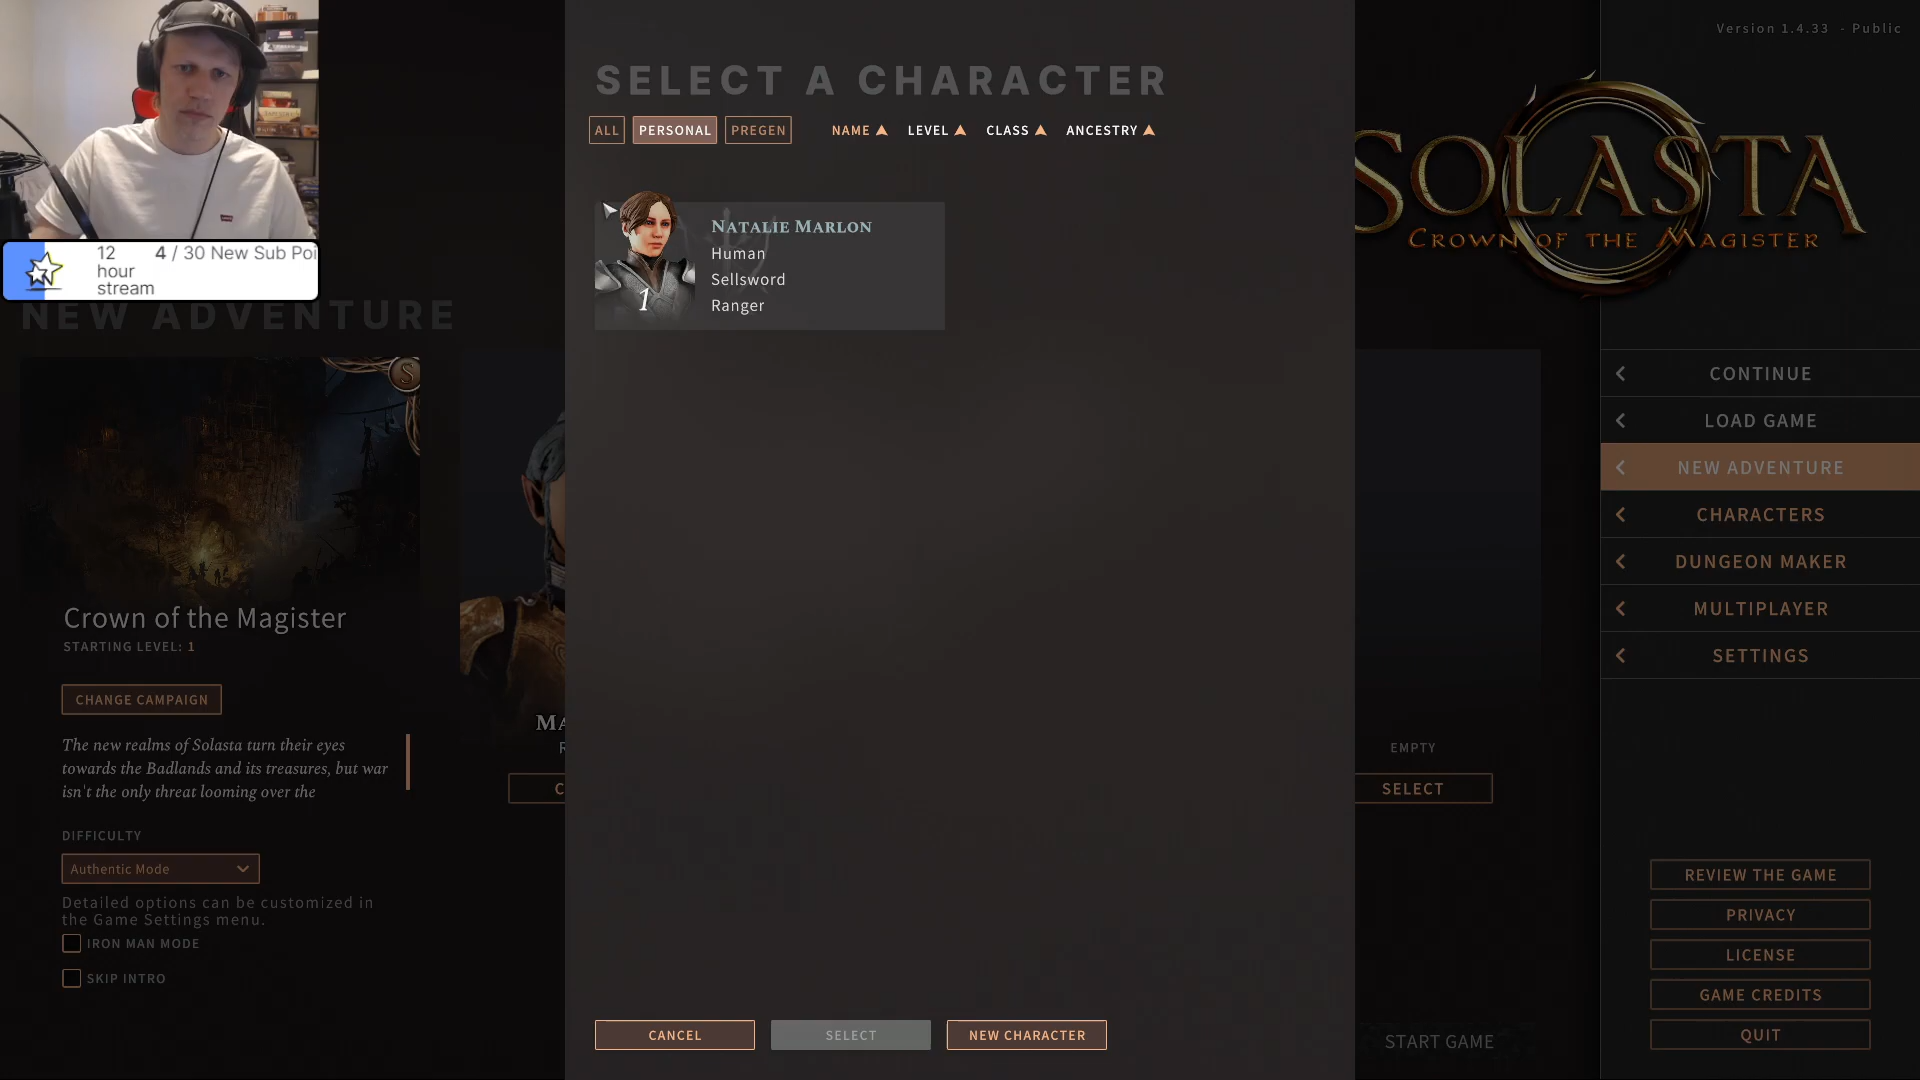 Version 1.4.33 - Public
SELECT A CHARACTER
ALL
PERSONAL
PREGEN
NAME
LEVEL
CLASS
ANCESTRY
SOLASTA
CROWN OF THE MAGISTER
NATALIE MARLON
Human
Sellsword
Ranger
1
12
hour
stream
4 / 30 New Sub Poi
NEW ADVENTURE
S
Crown of the Magister
STARTING LEVEL: 1
CHANGE CAMPAIGN
The new realms of Solasta turn their eyes
towards the Badlands and its treasures, but war
isn't the only threat looming over the
DIFFICULTY
Authentic Mode
Detailed options can be customized in
the Game Settings menu.
IRON MAN MODE
SKIP INTRO
MA
R
C
EMPTY
SELECT
CANCEL
SELECT
NEW CHARACTER
START GAME
CONTINUE
LOAD GAME
NEW ADVENTURE
CHARACTERS
DUNGEON MAKER
MULTIPLAYER
SETTINGS
REVIEW THE GAME
PRIVACY
LICENSE
GAME CREDITS
QUIT